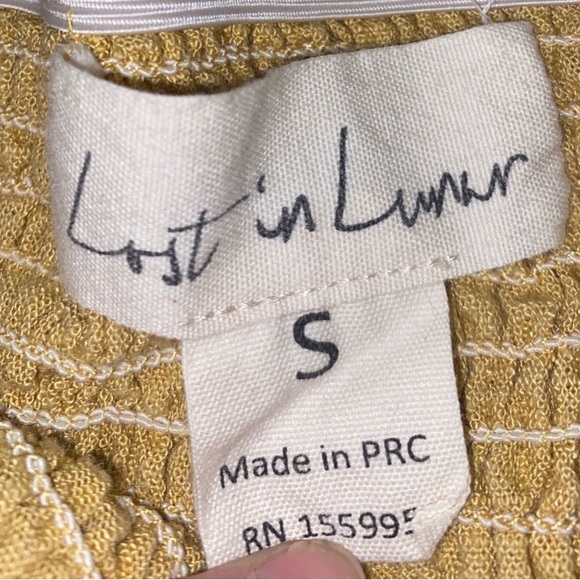 Lost in Lunar
S
Made in PRC
RN 155995